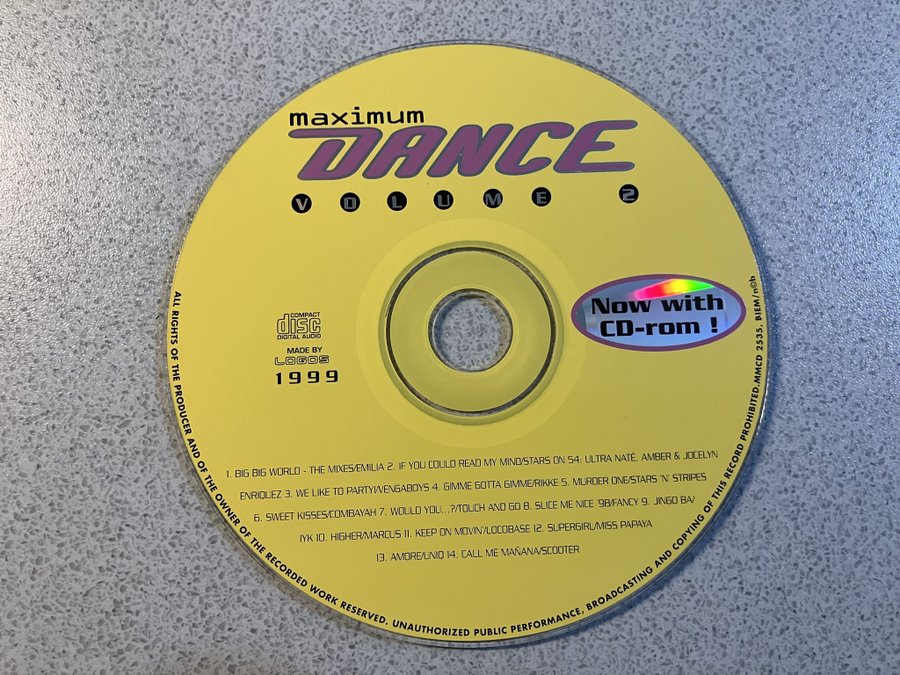 maximum
DANCE
VOLUME 2
Now with
CD-rom !
COMPACT
disc
DIGITAL AUDIO
MADE BY
LOGOS
1999
1. BIG BIG WORLD - THE MIXES/EMILIA 2. IF YOU COULD READ MY MIND/STARS ON 54: ULTRA NATÉ, AMBER & JOCELYN
ENRIQUEZ 3. WE LIKE TO PARTY!/VENGABOYS 4. GIMME GOTTA GIMME/RIKKE 5. MURDER ONE/STARS 'N' STRIPES
6. SWEET KISSES/COMBAYAH 7. WOULD YOU...?/TOUCH AND GO 8. SLICE ME NICE '98/FANCY 9. JINGO BA/
IYK 10. HIGHER/MARCUS 11. KEEP ON MOVIN'/LOCOBASE 12. SUPERGIRL/MISS PAPAYA
13. AMORE/UNIQ 14. CALL ME MAÑANA/SCOOTER
ALL RIGHTS OF THE PRODUCER AND OF THE OWNER OF THE RECORDED WORK RESERVED. UNAUTHORIZED PUBLIC PERFORMANCE, BROADCASTING AND COPYING OF THIS RECORD PROHIBITED.MMCD 2535, BIEM/n©b